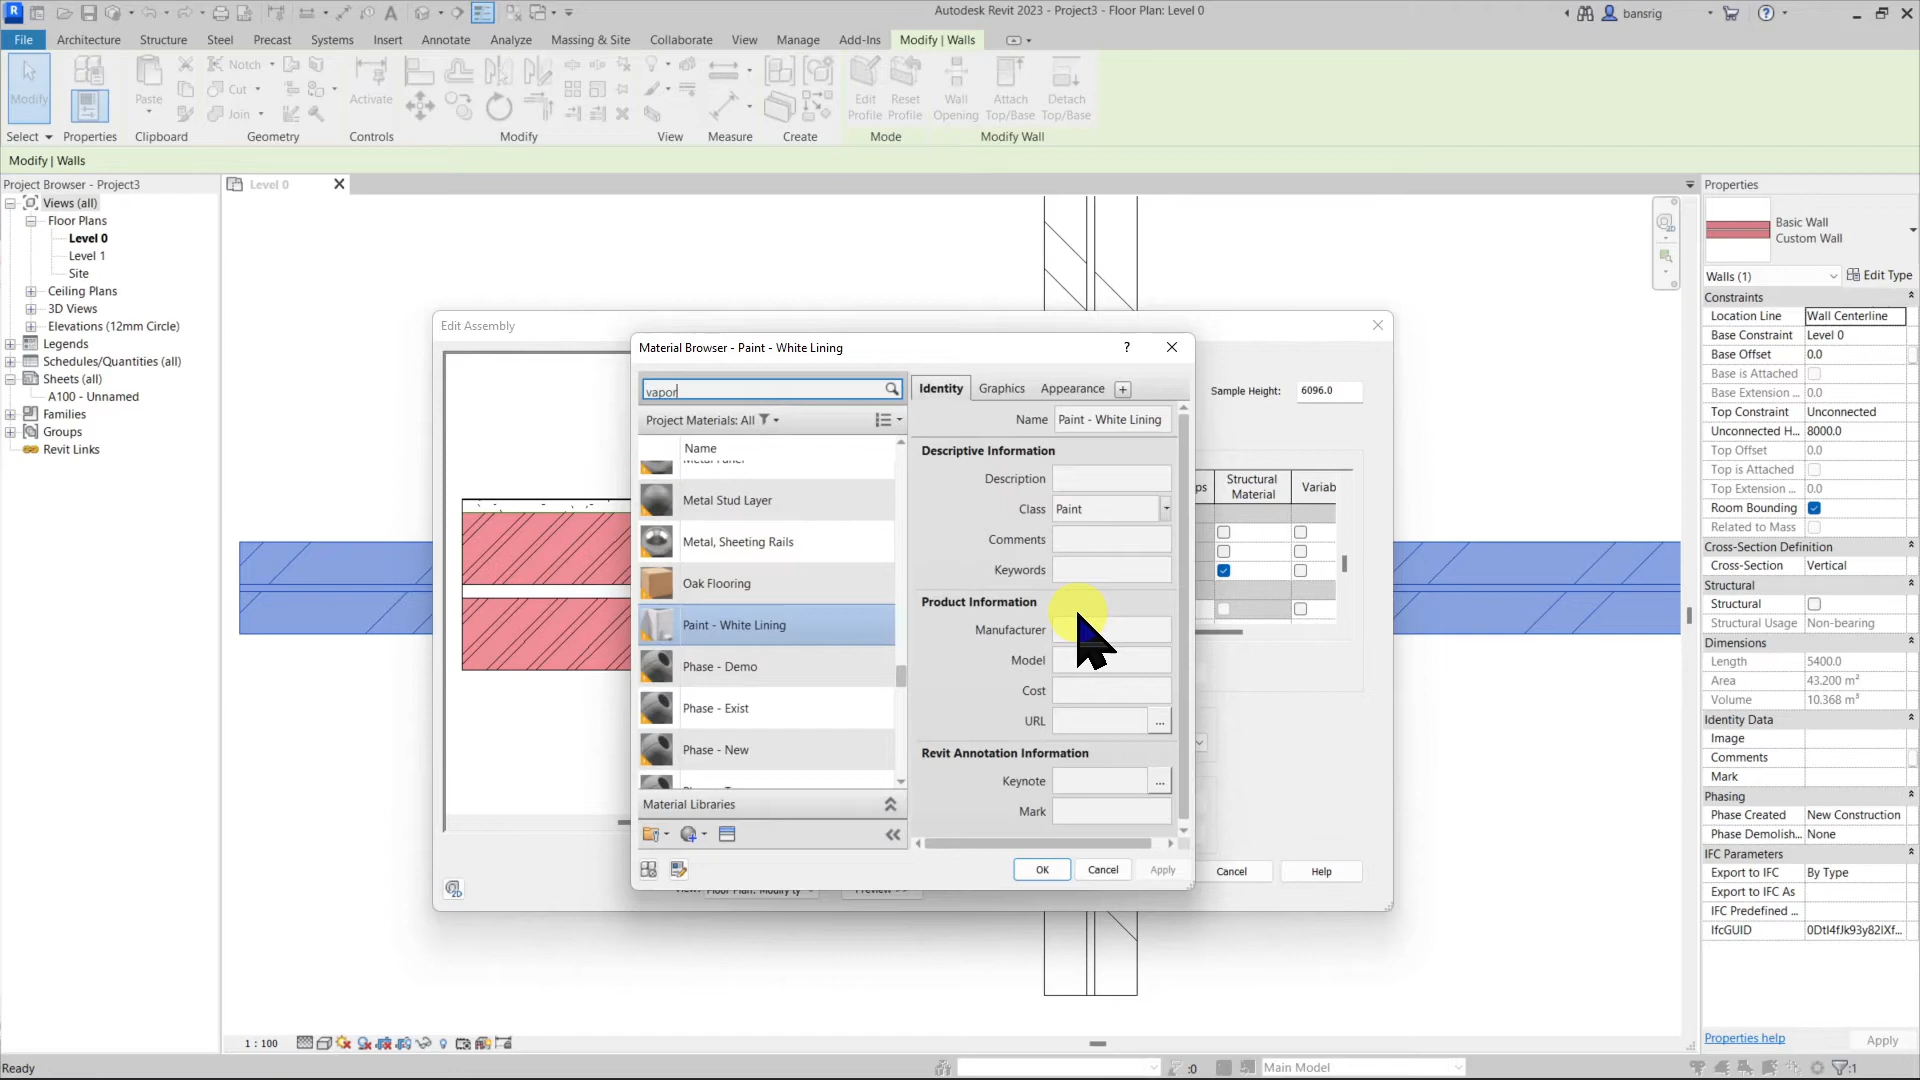 Autodesk Revit 2023 - Project3 - Floor Plan: Level 0
bansrig
File Architecture Structure Steel Precast Systems Insert Annotate Analyze Massing & Site Collaborate View Manage Add-Ins Modify | Walls
Modify
Paste
Notch
Cut
Join
Activate
Edit Profile
Reset Profile
Wall Opening
Attach Top/Base
Detach Top/Base
Select Properties Clipboard Geometry Controls Modify View Measure Create Mode Modify Wall
Modify | Walls
Project Browser - Project3
Views (all)
Floor Plans
Level 0
Level 1
Site
Ceiling Plans
3D Views
Elevations (12mm Circle)
Legends
Schedules/Quantities (all)
Sheets (all)
A100 - Unnamed
Families
Groups
Revit Links
Level 0
Edit Assembly
Sample Height: 6096.0
ps Structural Material Variab
Cancel Help
Material Browser - Paint - White Lining
?
vapor
Project Materials: All
Name
Metal Panel
Metal Stud Layer
Metal, Sheeting Rails
Oak Flooring
Paint - White Lining
Phase - Demo
Phase - Exist
Phase - New
Material Libraries
Identity Graphics Appearance
Name Paint - White Lining
Descriptive Information
Description
Class Paint
Comments
Keywords
Product Information
Manufacturer
Model
Cost
URL ...
Revit Annotation Information
Keynote ...
Mark
OK Cancel Apply
Properties
Basic Wall
Custom Wall
Walls (1) Edit Type
Constraints
Location Line Wall Centerline
Base Constraint Level 0
Base Offset 0.0
Base is Attached
Base Extension ... 0.0
Top Constraint Unconnected
Unconnected H... 8000.0
Top Offset 0.0
Top is Attached
Top Extension ... 0.0
Room Bounding
Related to Mass
Cross-Section Definition
Cross-Section Vertical
Structural
Structural
Structural Usage Non-bearing
Dimensions
Length 5400.0
Area 43.200 m²
Volume 10.368 m³
Identity Data
Image
Comments
Mark
Phasing
Phase Created New Construction
Phase Demolish... None
IFC Parameters
Export to IFC By Type
Export to IFC As
IFC Predefined ...
IfcGUID 0DtI4fJk93y82lXf...
Properties help Apply
1 : 100
Ready
:0
Main Model
:1